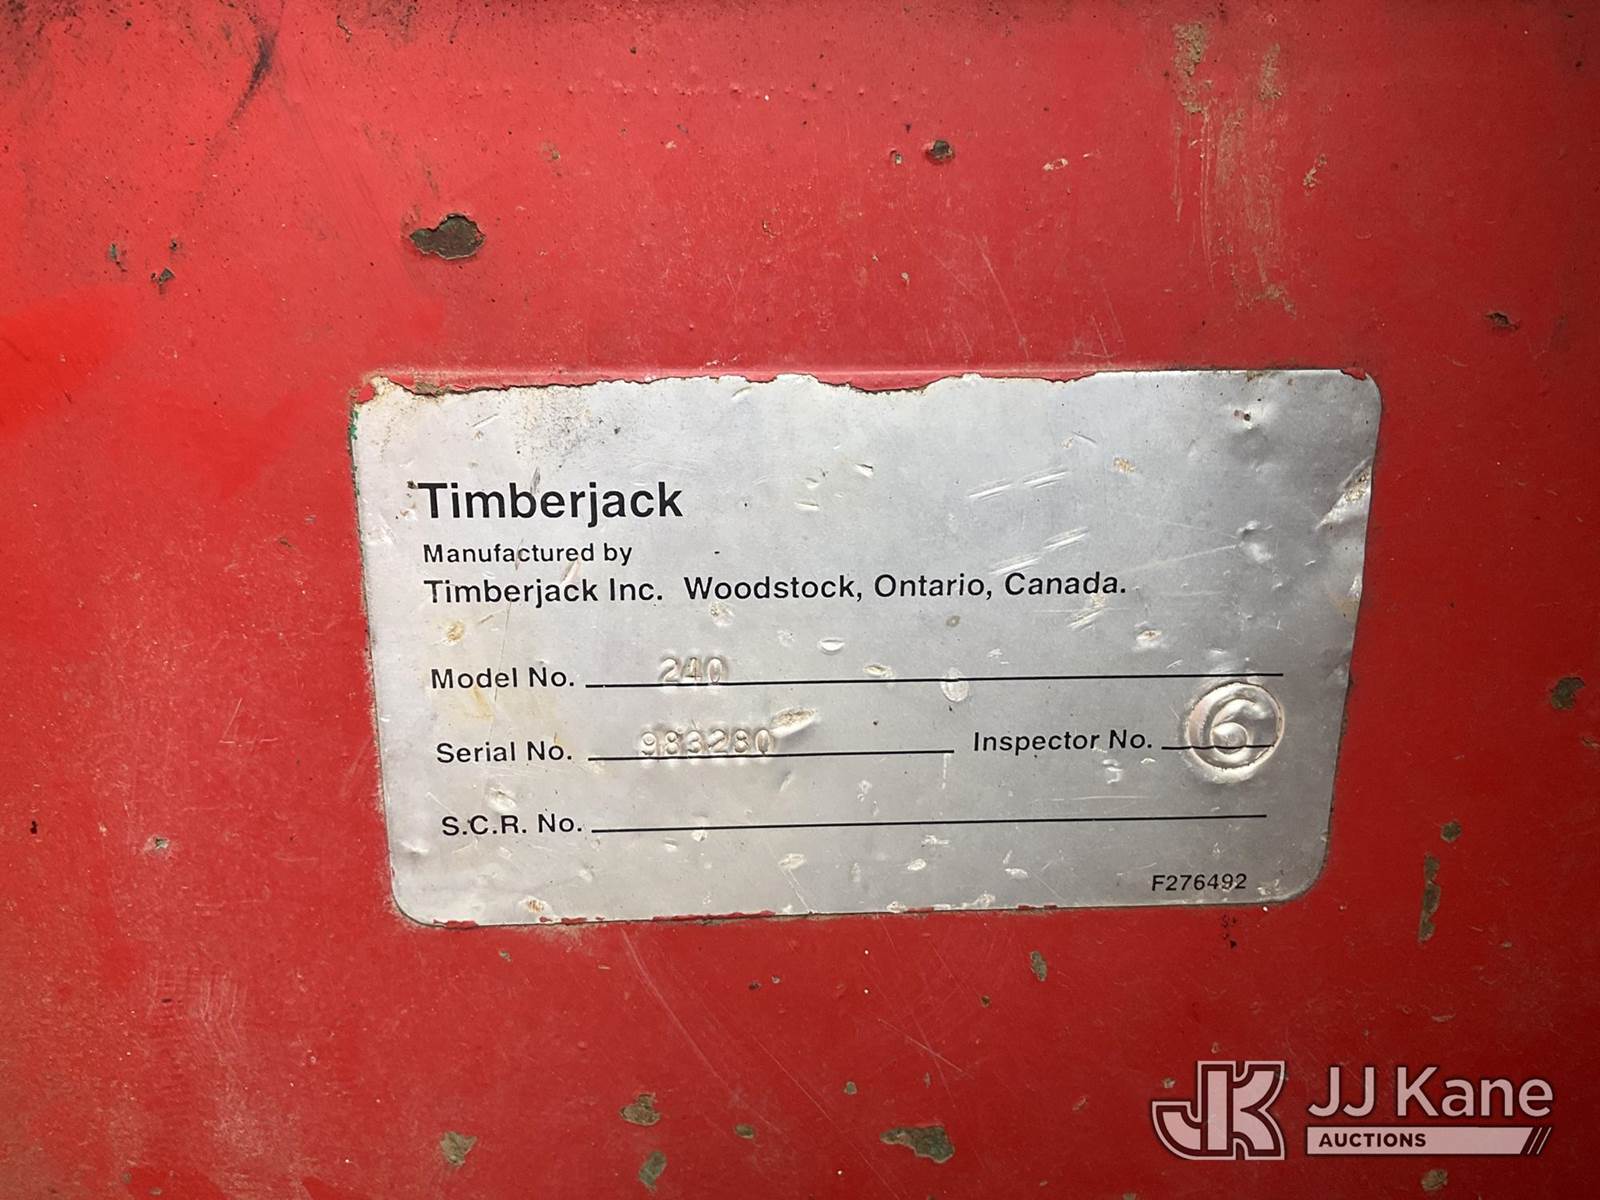 Timberjack
Manufactured by
Timberjack Inc. Woodstock, Ontario, Canada.
Model No. 240
Serial No. 983280 Inspector No. 6
S.C.R. No.
F276492
JK JJ Kane
AUCTIONS